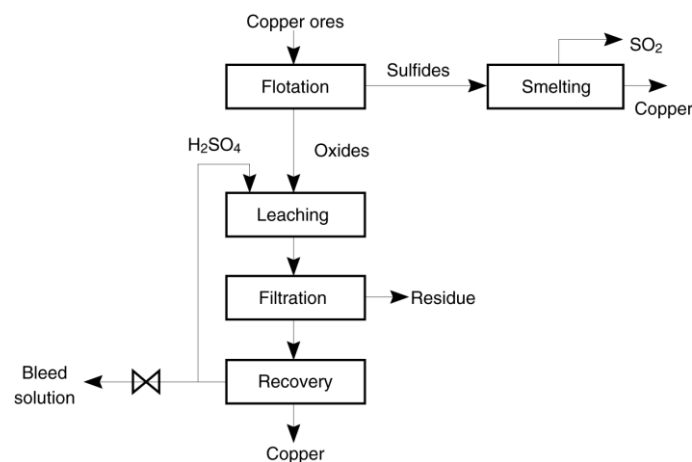 Copper ores
SO₂
Sulfides
Flotation
Smelting
Copper
H₂SO₄
Oxides
Leaching
Filtration
Residue
Bleed
solution
Recovery
Copper